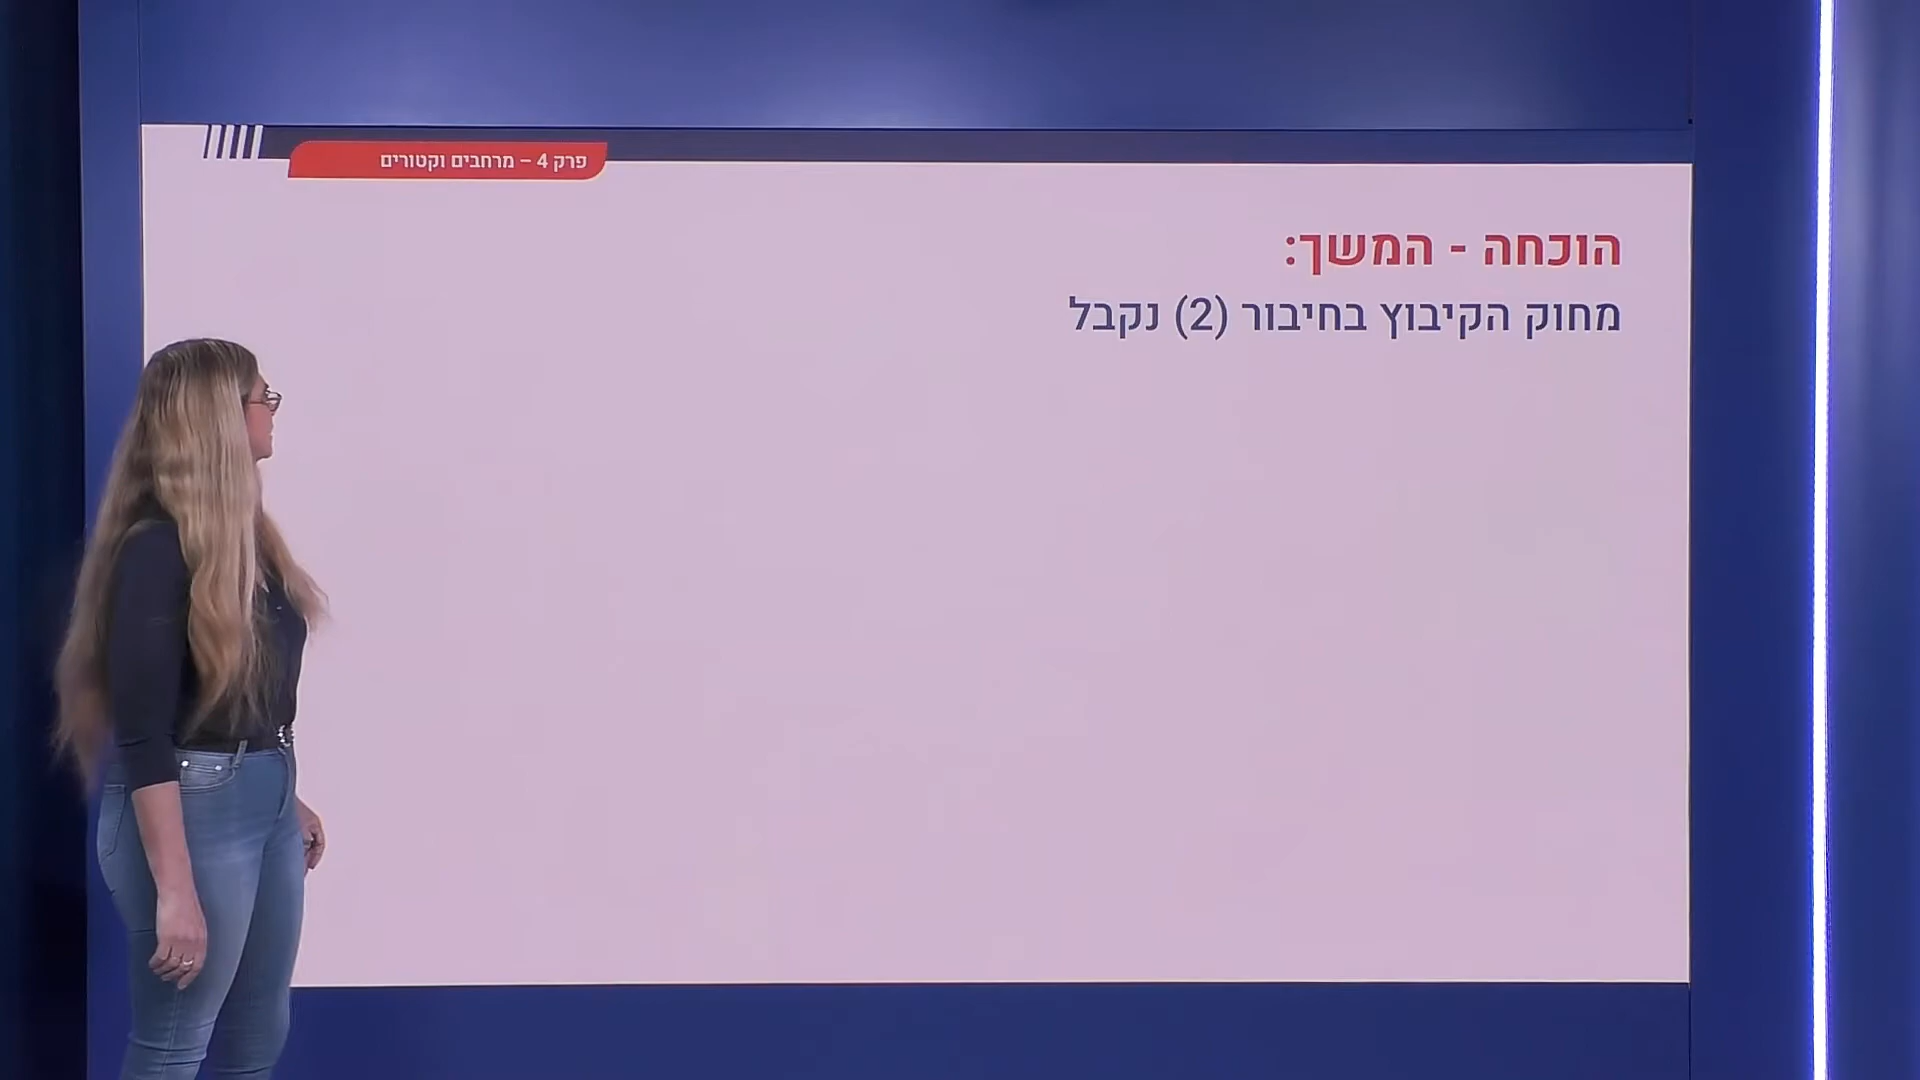 פרק 4 – מרחבים וקטורים
הוכחה - המשך:
מחוק הקיבוץ בחיבור (2) נקבל